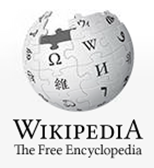 Ω W
W И
WIKIPEDIA
The Free Encyclopedia